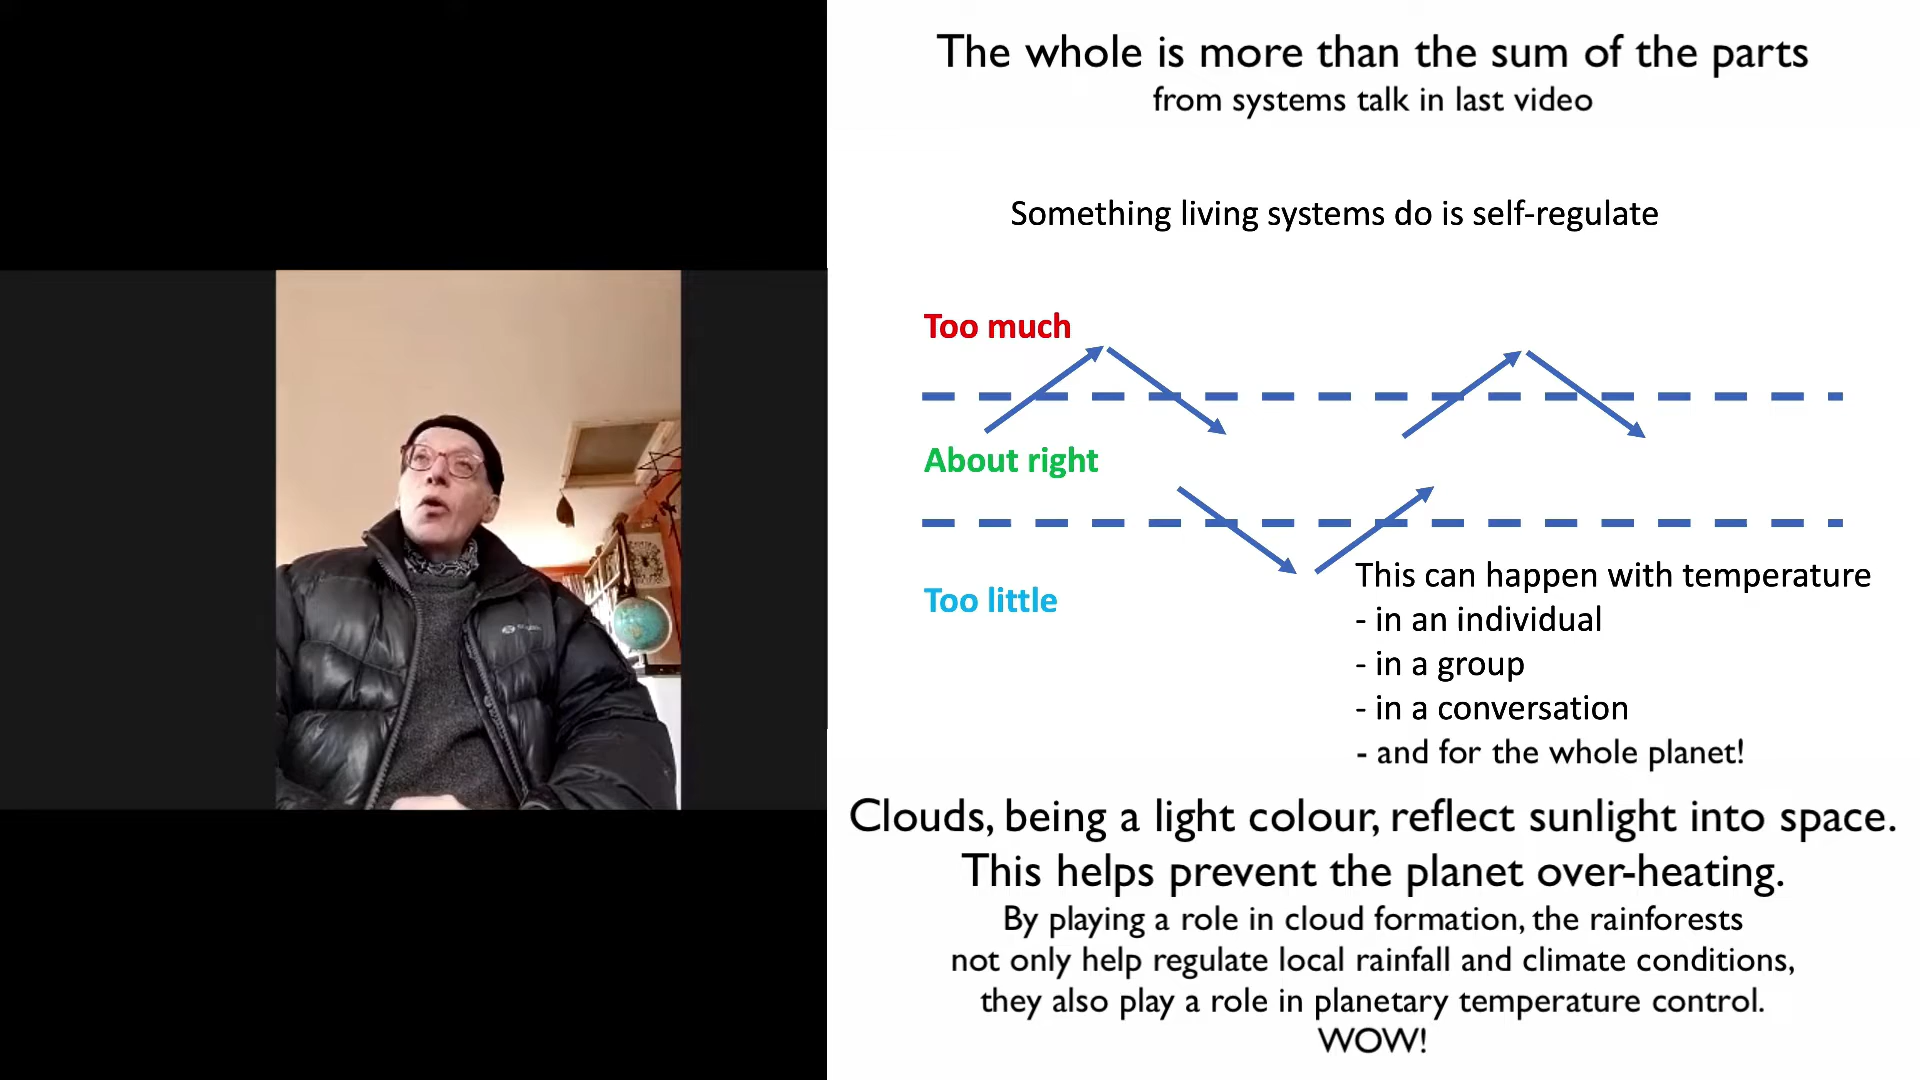 The whole is more than the sum of the parts
from systems talk in last video
Something living systems do is self-regulate
Too much
About right
Too little
This can happen with temperature
- in an individual
- in a group
- in a conversation
- and for the whole planet!
Clouds, being a light colour, reflect sunlight into space.
This helps prevent the planet over-heating.
By playing a role in cloud formation, the rainforests
not only help regulate local rainfall and climate conditions,
they also play a role in planetary temperature control.
WOW!